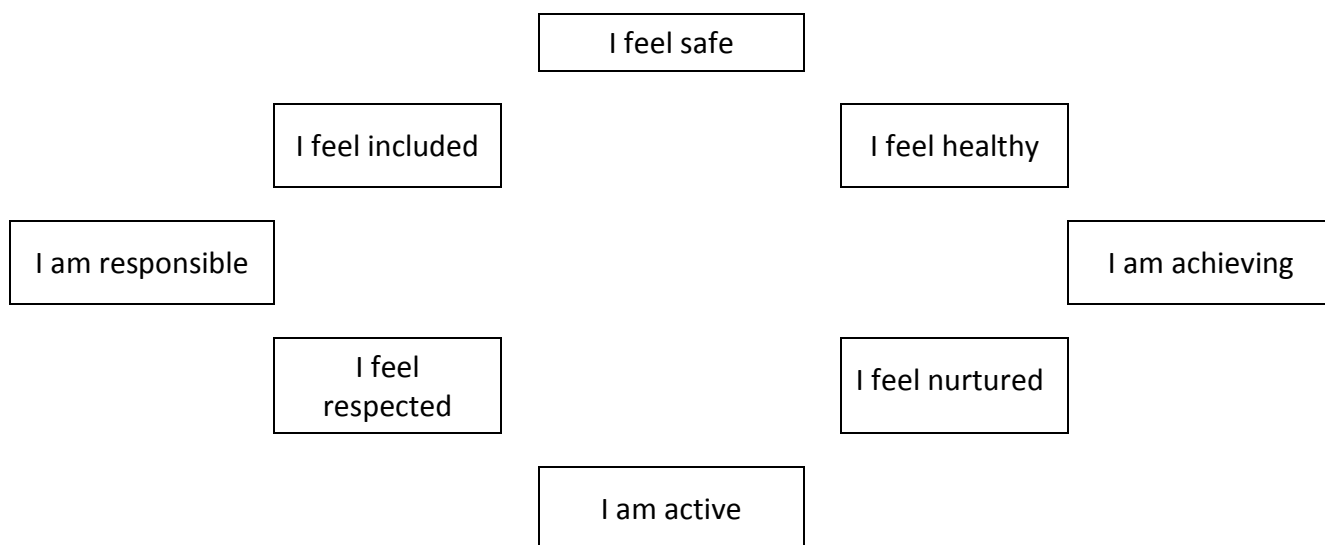 I feel safe
I feel included
I feel healthy
I am responsible
I am achieving
I feel
respected
I feel nurtured
I am active